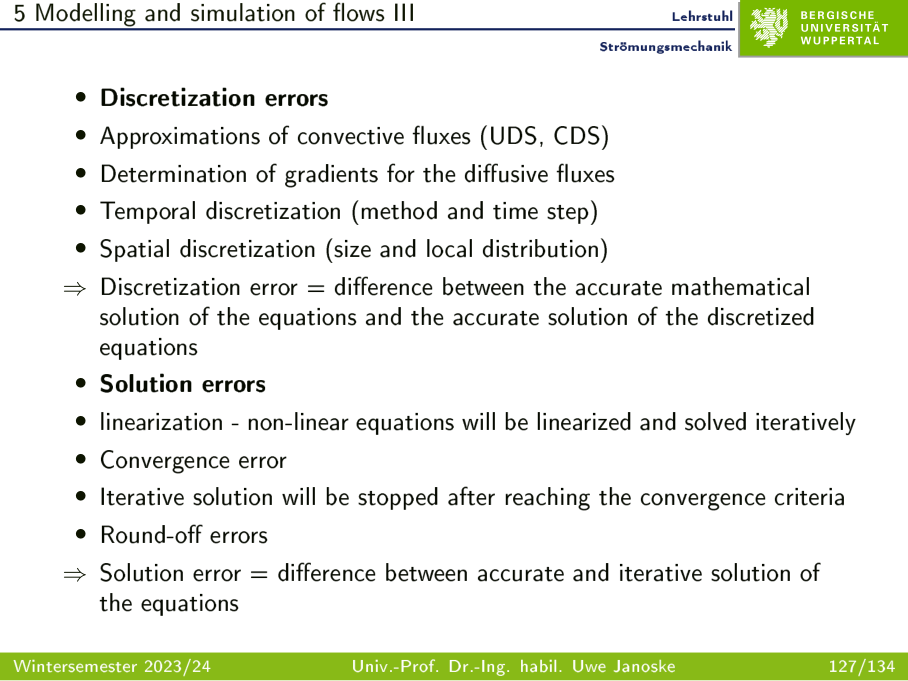 5 Modelling and simulation of flows III
Lehrstuhl
Strömungsmechanik
BERGISCHE
UNIVERSITÄT
WUPPERTAL
• Discretization errors
• Approximations of convective fluxes (UDS, CDS)
• Determination of gradients for the diffusive fluxes
• Temporal discretization (method and time step)
• Spatial discretization (size and local distribution)
⇒ Discretization error = difference between the accurate mathematical
solution of the equations and the accurate solution of the discretized
equations
• Solution errors
• linearization - non-linear equations will be linearized and solved iteratively
• Convergence error
• Iterative solution will be stopped after reaching the convergence criteria
• Round-off errors
⇒ Solution error = difference between accurate and iterative solution of
the equations
Wintersemester 2023/24
Univ.-Prof. Dr.-Ing. habil. Uwe Janoske
127/134